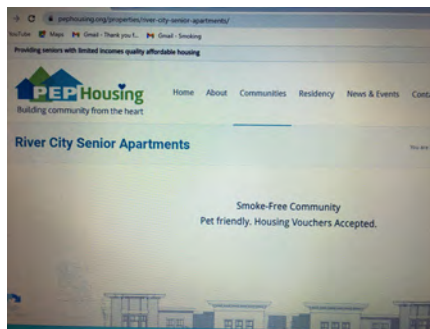 pephousing.org/properties/river-city-senior-apartments/
YouTube Maps Gmail - Thank you f... Gmail - Smoking
Providing seniors with limited incomes quality affordable housing
PEP Housing
Building community from the heart
Home About Communities Residency News & Events Cont
River City Senior Apartments
You are
Smoke-Free Community
Pet friendly. Housing Vouchers Accepted.